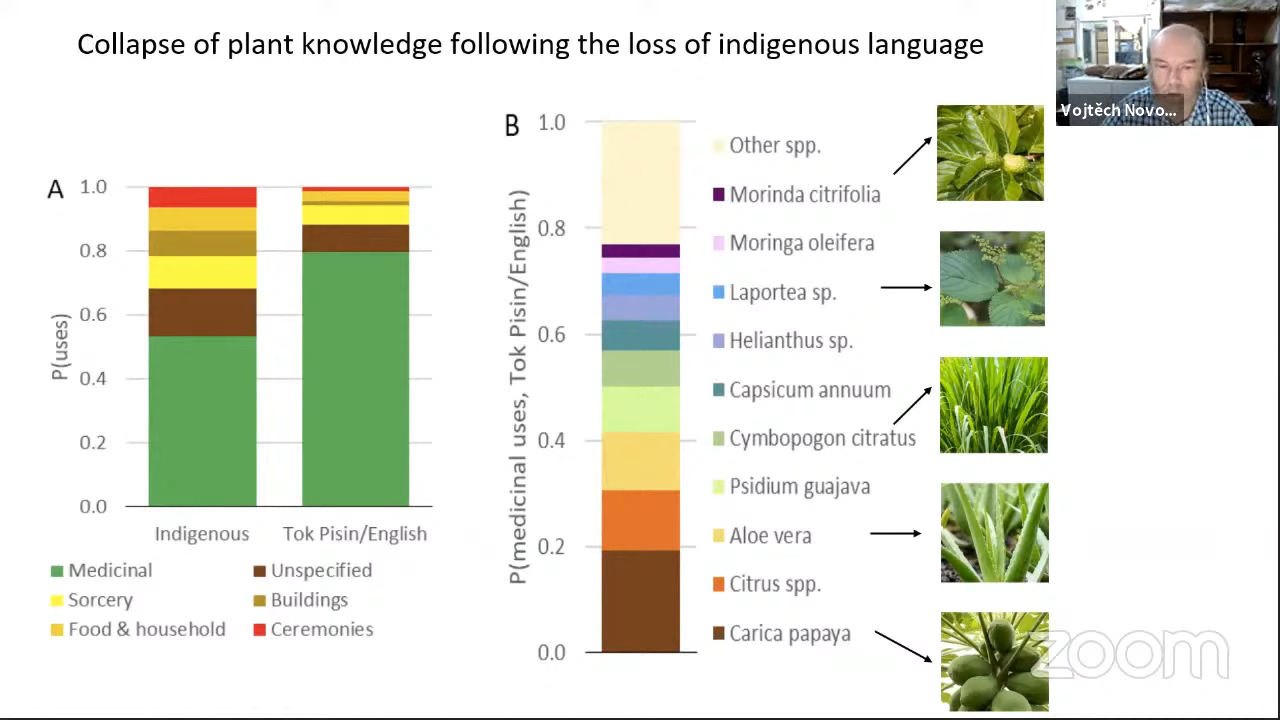 Collapse of plant knowledge following the loss of indigenous language
Vojtěch Novo...
A
1.0
0.8
0.6
0.4
0.2
0.0
P(uses)
Indigenous
Tok Pisin/English
Medicinal
Unspecified
Sorcery
Buildings
Food & household
Ceremonies
B
1.0
0.8
0.6
0.4
0.2
0.0
P(medicinal uses, Tok Pisin/English)
Other spp.
Morinda citrifolia
Moringa oleifera
Laportea sp.
Helianthus sp.
Capsicum annuum
Cymbopogon citratus
Psidium guajava
Aloe vera
Citrus spp.
Carica papaya
zoom